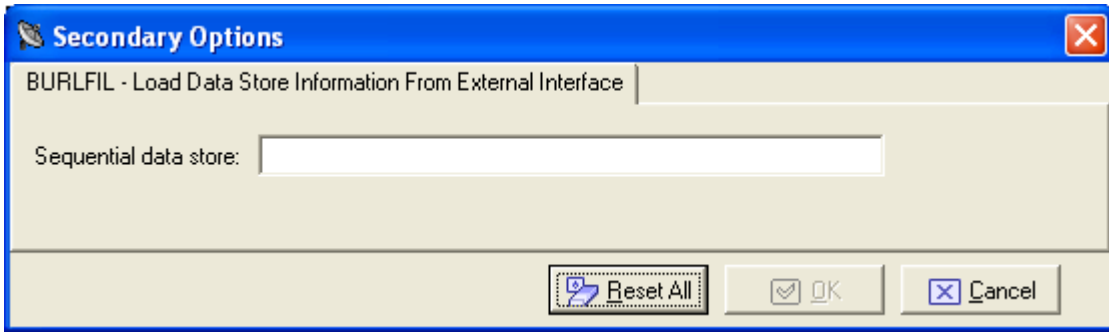 Secondary Options
BURLFIL - Load Data Store Information From External Interface
Sequential data store:
Reset All OK Cancel